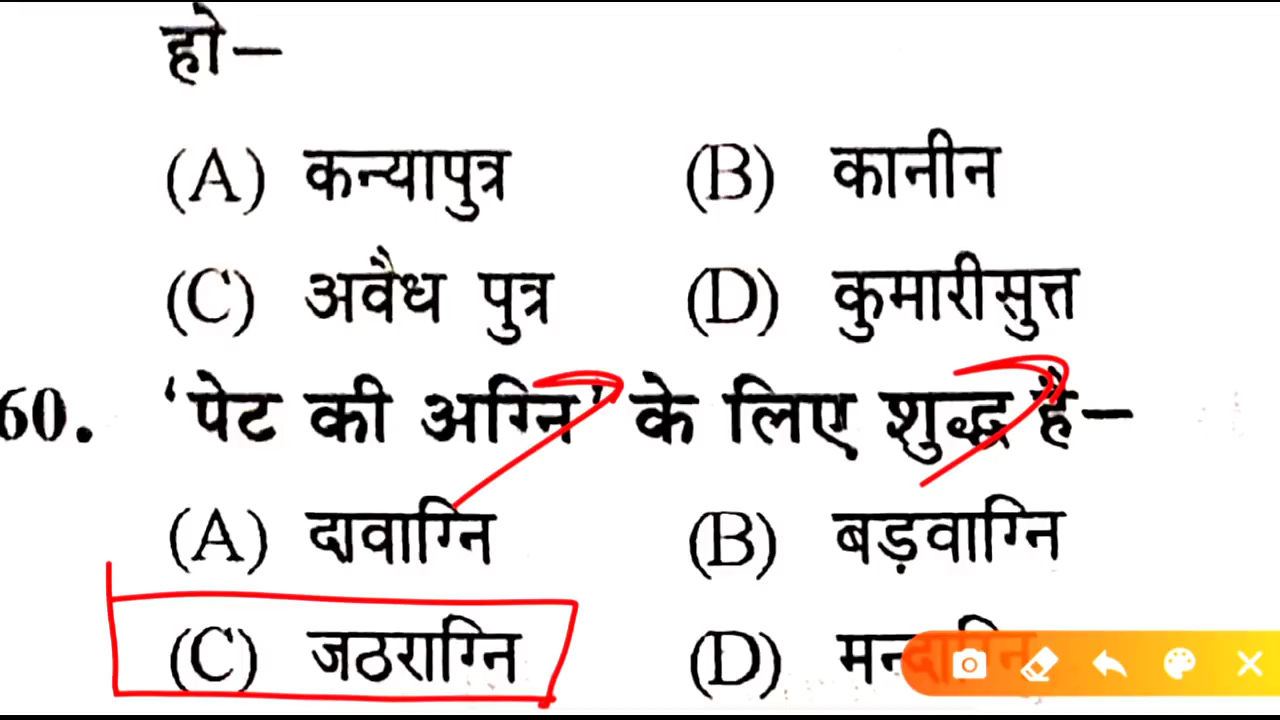 हो–
(A) कन्यापुत्र (B) कानीन
(C) अवैध पुत्र (D) कुमारीसुत्त
60. 'पेट की अग्नि' के लिए शुद्ध है–
(A) दावाग्नि (B) बड़वाग्नि
(C) जठराग्नि (D) मन्दाग्नि